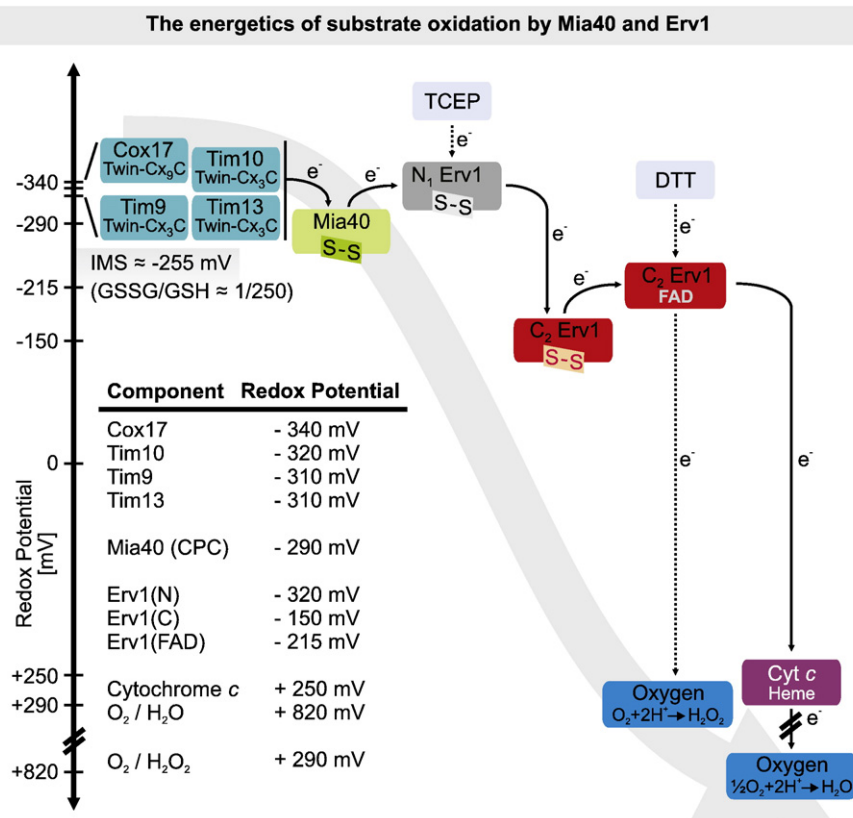 The energetics of substrate oxidation by Mia40 and Erv1
TCEP
e⁻
Cox17
Twin-Cx₉C
Tim10
Twin-Cx₃C
e⁻
e⁻
N₁ Erv1
S-S
DTT
e⁻
-340
-290
Tim9
Twin-Cx₃C
Tim13
Twin-Cx₃C
Mia40
S-S
e⁻
IMS ≈ -255 mV
(GSSG/GSH ≈ 1/250)
e⁻
C₂ Erv1
FAD
-215
-150
C₂ Erv1
S-S
Component Redox Potential
Cox17 - 340 mV
Tim10 - 320 mV
Tim9 - 310 mV
Tim13 - 310 mV
Mia40 (CPC) - 290 mV
Erv1(N) - 320 mV
Erv1(C) - 150 mV
Erv1(FAD) - 215 mV
Cytochrome c + 250 mV
O₂ / H₂O + 820 mV
O₂ / H₂O₂ + 290 mV
0
e⁻
e⁻
Redox Potential
[mV]
+250
+290
+820
Oxygen
O₂+2H⁺→H₂O₂
Cyt c
Heme
e⁻
Oxygen
½O₂+2H⁺→H₂O